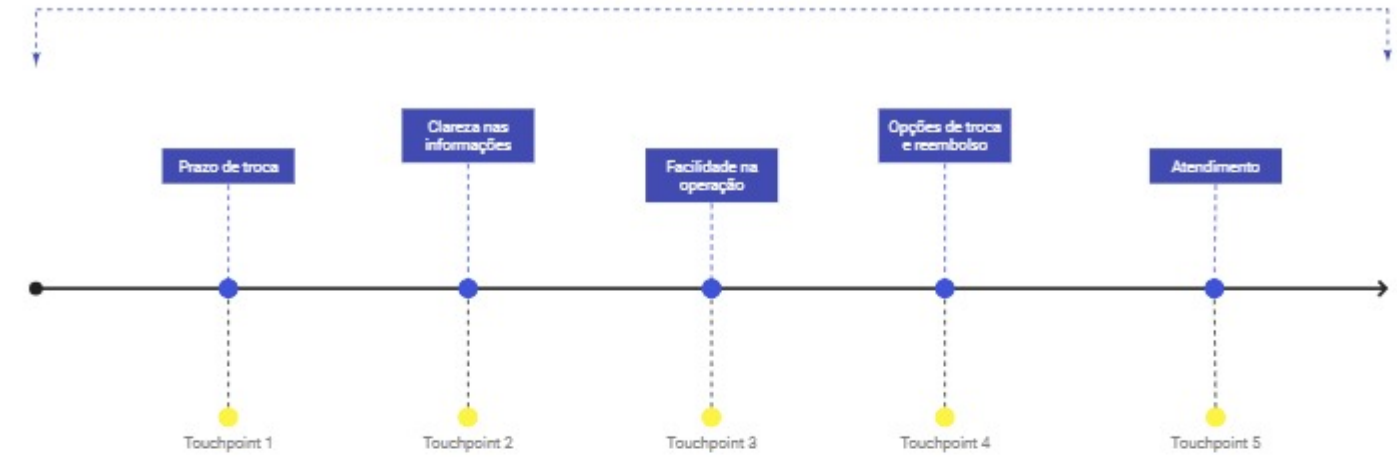 Prazo de troca
Clareza nas
informações
Facilidade na
operação
Opções de troca
e reembolso
Atendimento
Touchpoint 1
Touchpoint 2
Touchpoint 3
Touchpoint 4
Touchpoint 5